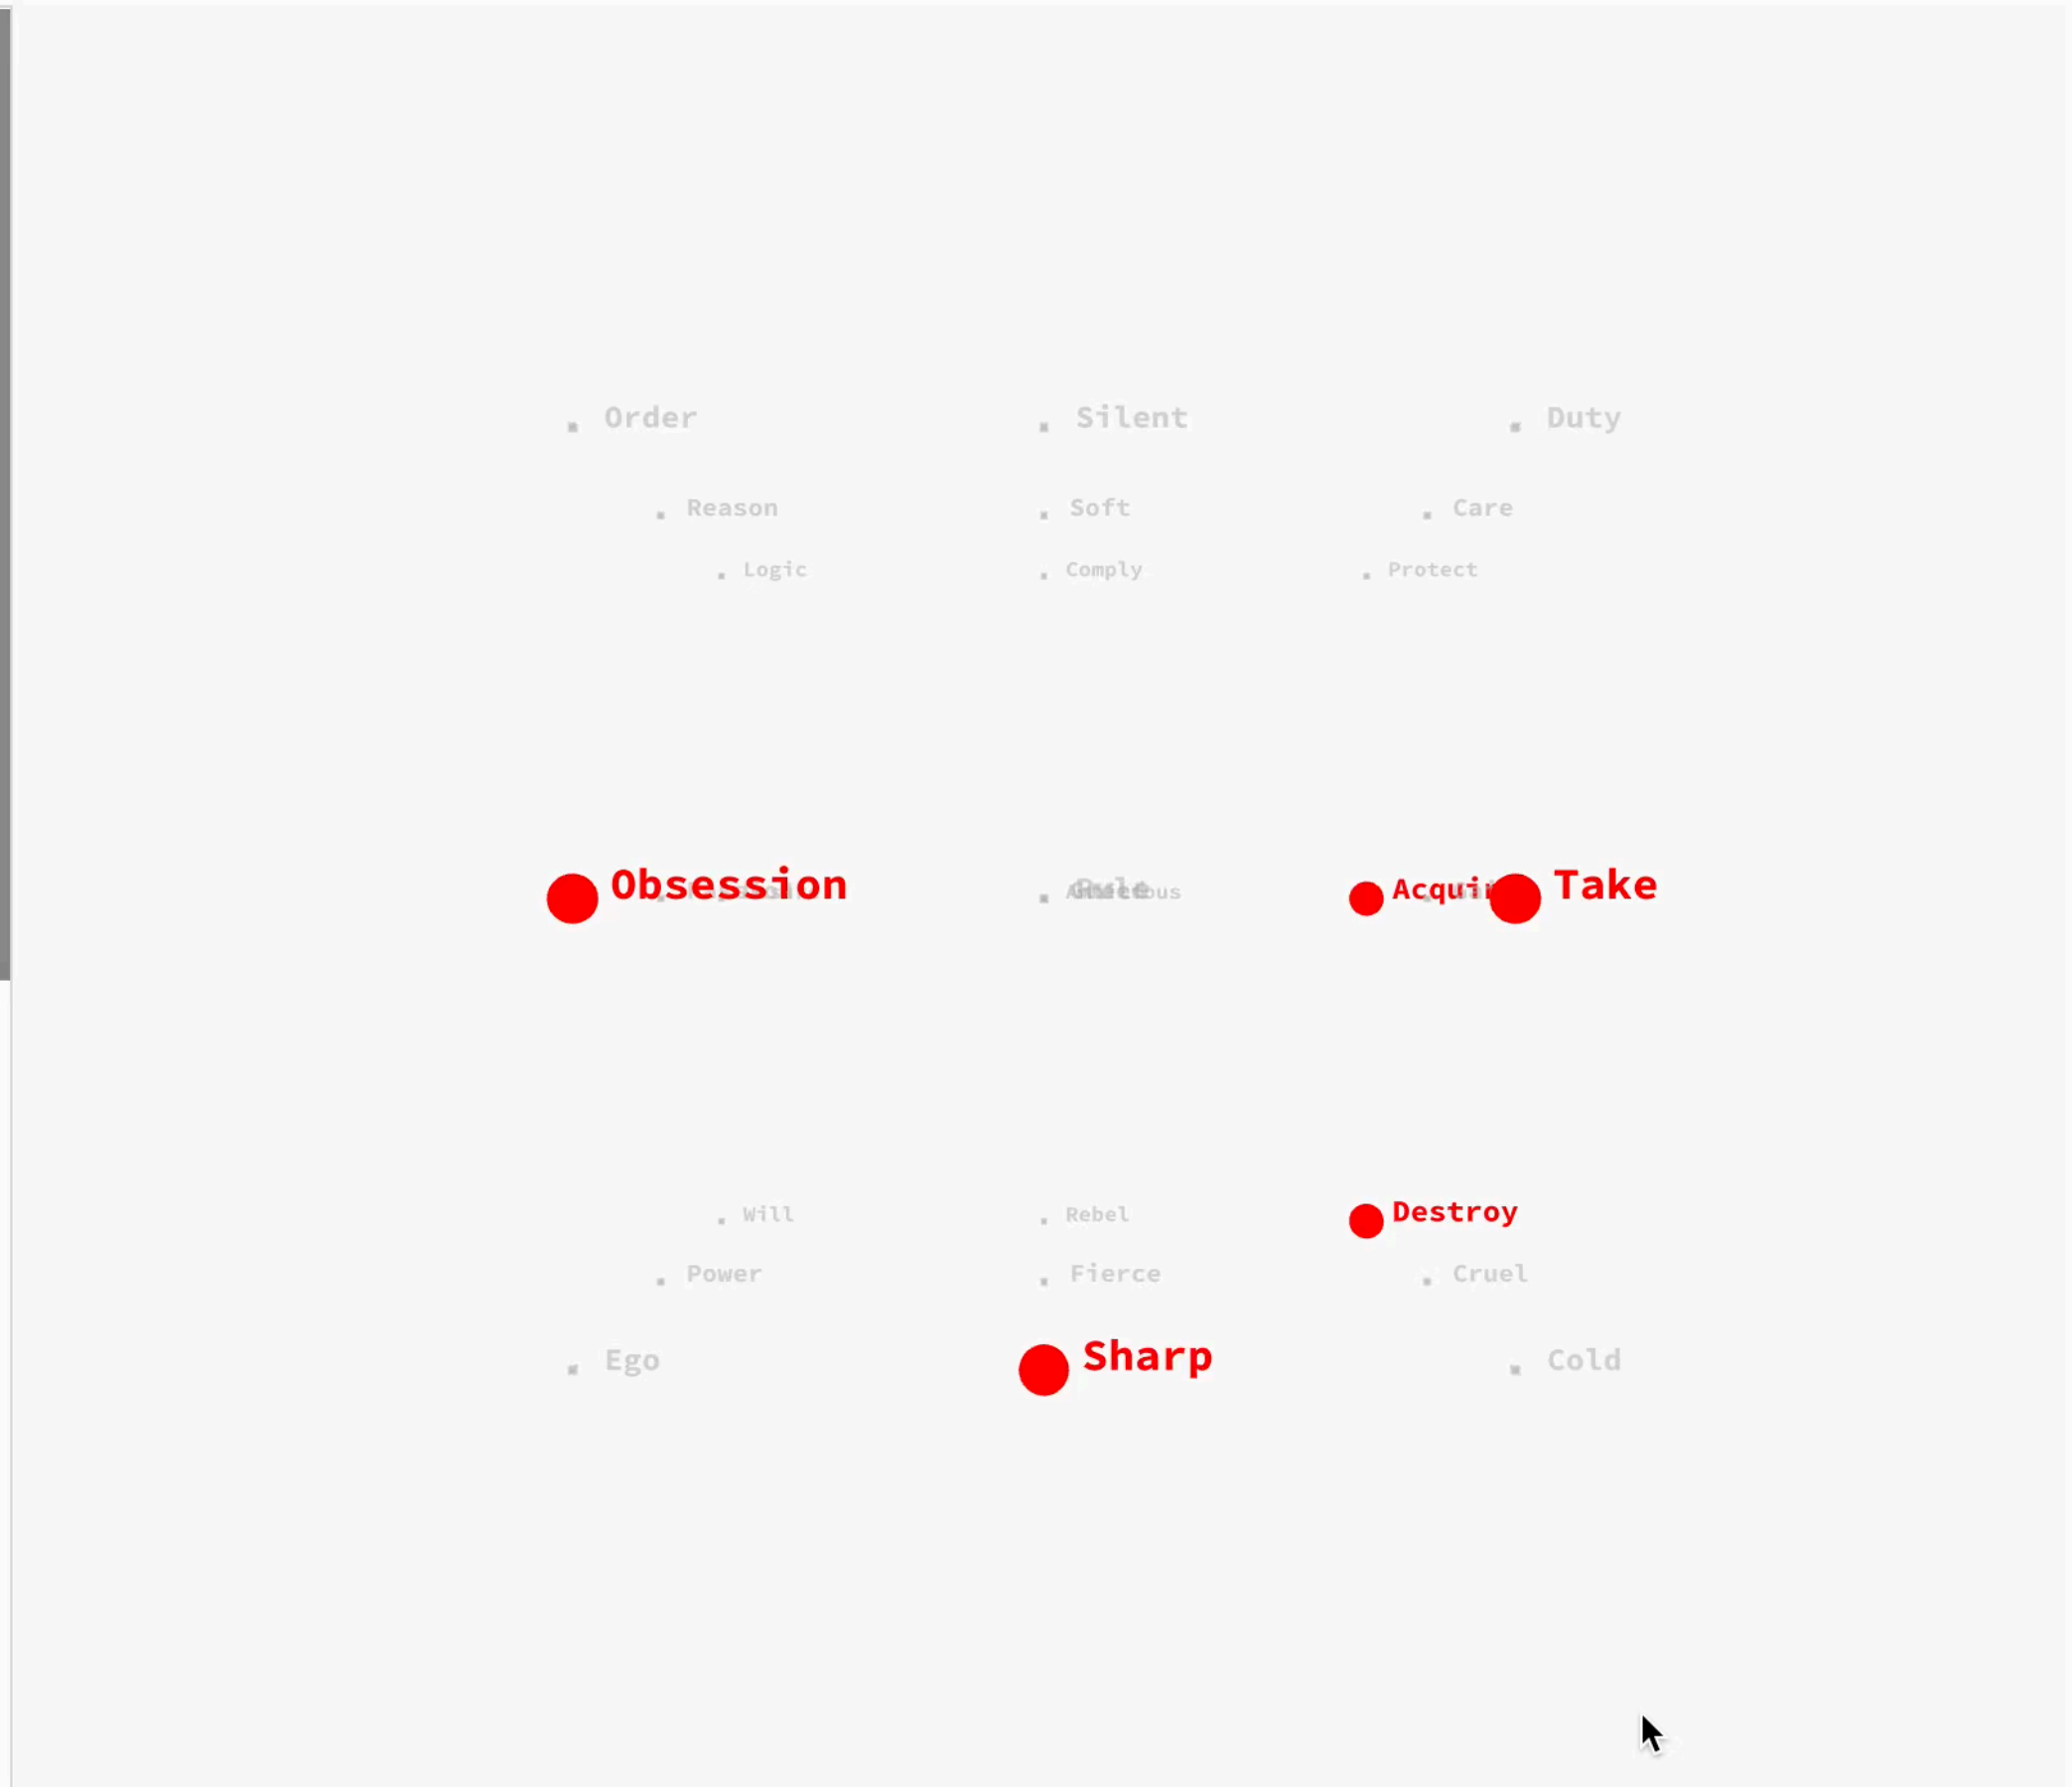 Order Silent Duty
Reason Soft Care
Logic Comply Protect
Obsession Take
Will Rebel Destroy
Power Fierce Cruel
Ego Sharp Cold